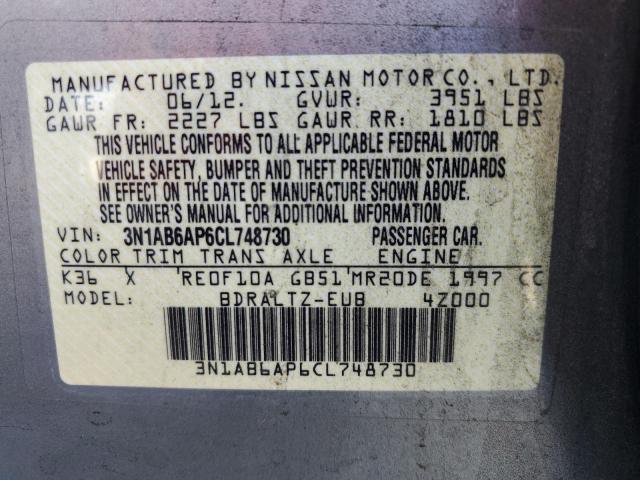 MANUFACTURED BY NISSAN MOTOR CO., LTD.
DATE: 06/12. GVWR: 3951 LBS
GAWR FR: 2227 LBS GAWR RR: 1810 LBS
THIS VEHICLE CONFORMS TO ALL APPLICABLE FEDERAL MOTOR
VEHICLE SAFETY, BUMPER AND THEFT PREVENTION STANDARDS
IN EFFECT ON THE DATE OF MANUFACTURE SHOWN ABOVE.
SEE OWNER'S MANUAL FOR ADDITIONAL INFORMATION.
VIN: 3N1AB6AP6CL748730 PASSENGER CAR.
COLOR TRIM TRANS AXLE ENGINE
K36 X RE0F10A GB51 MR20DE 1997 CC
MODEL: BDRALTZ-EUB 4Z000
3N1AB6AP6CL748730